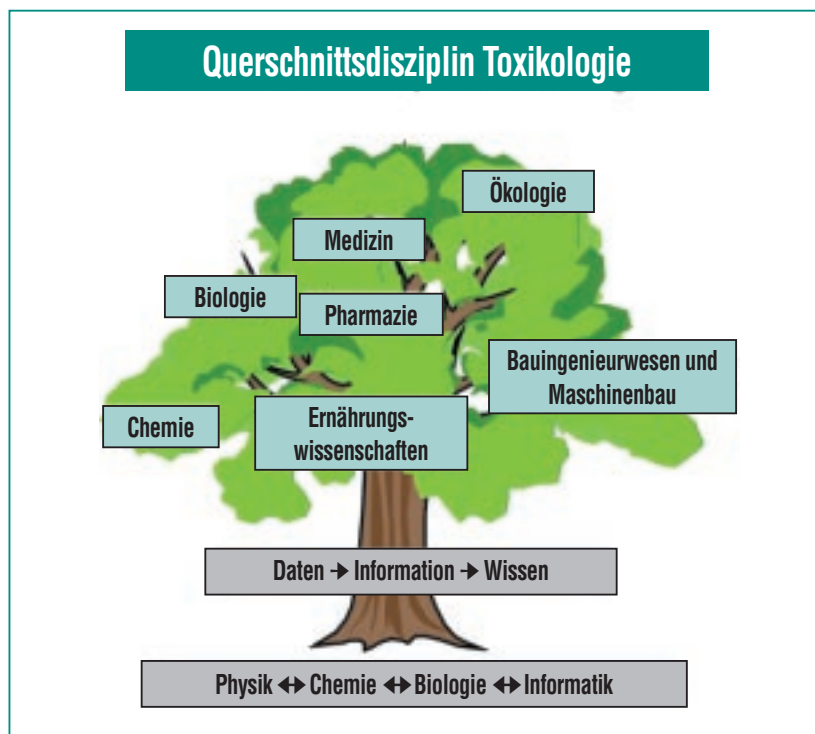 Querschnittsdisziplin Toxikologie
Ökologie
Medizin
Biologie
Pharmazie
Bauingenieurwesen und
Maschinenbau
Chemie
Ernährungs-
wissenschaften
Daten → Information → Wissen
Physik ↔ Chemie ↔ Biologie ↔ Informatik